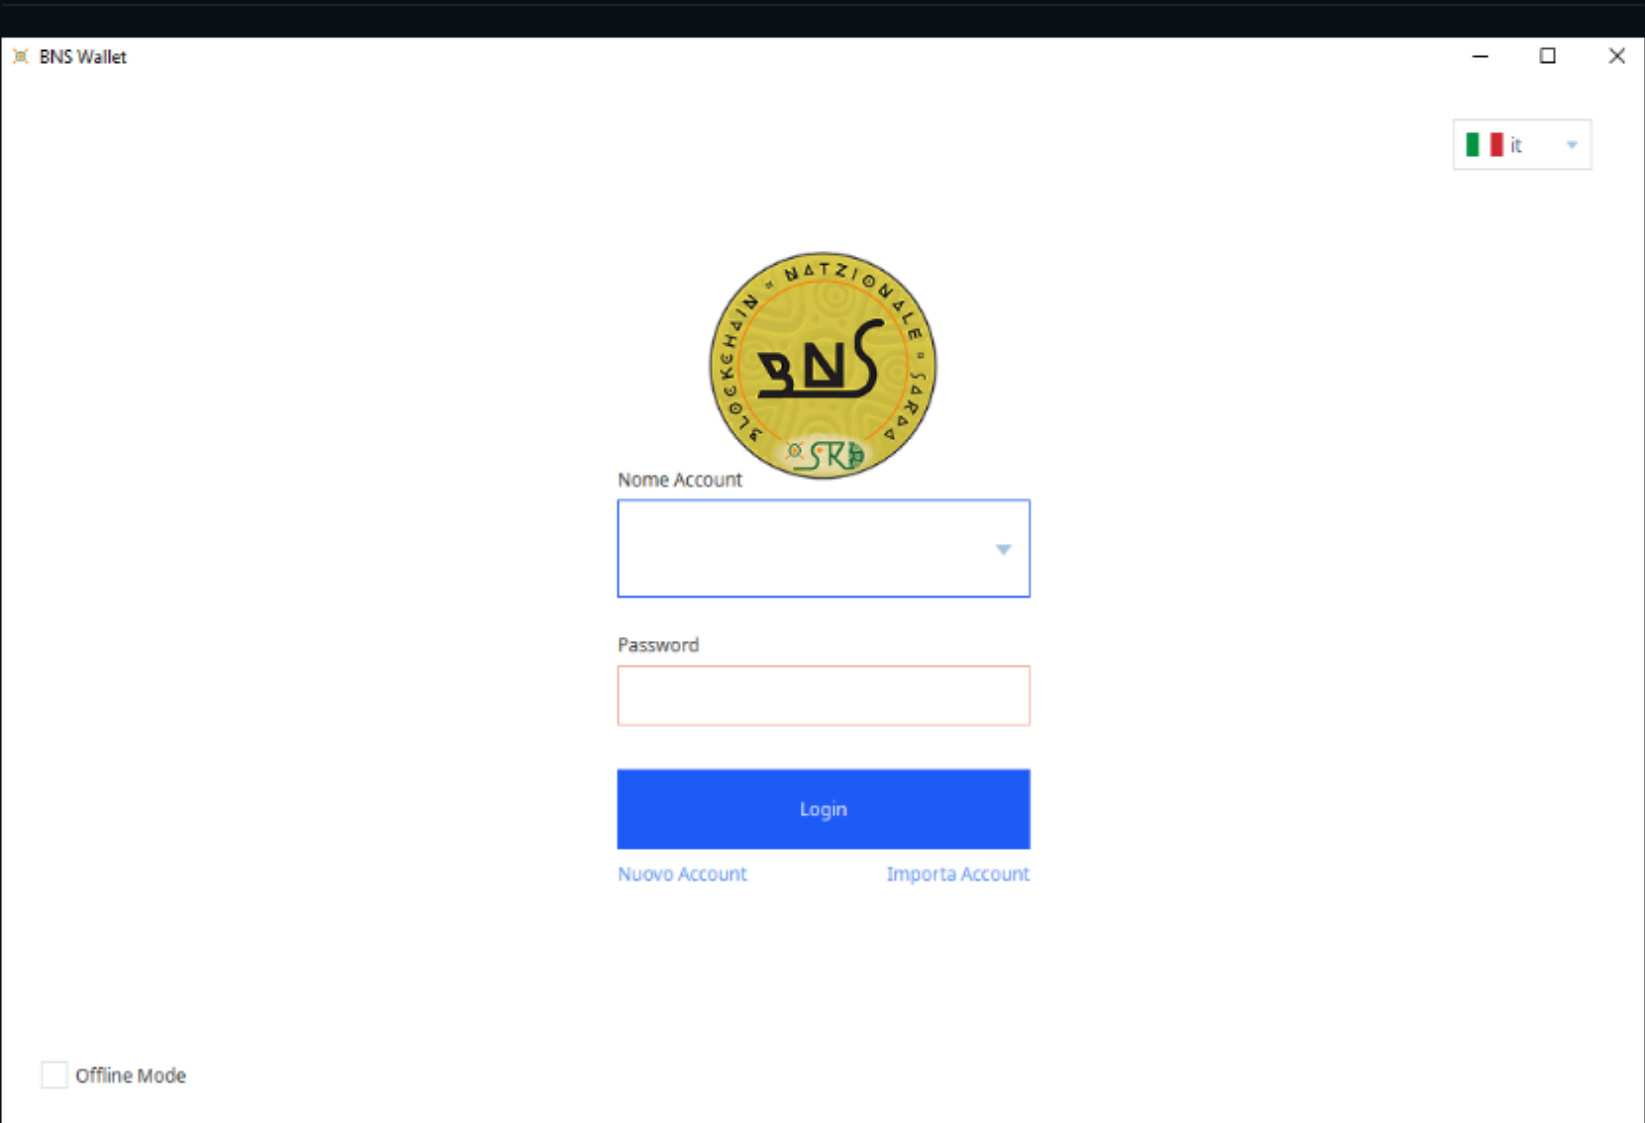 BNS Wallet
it
BLOCKCHAIN NATZIONALE SARDA
BNS
SRD
Nome Account
Password
Login
Nuovo Account
Importa Account
Offline Mode